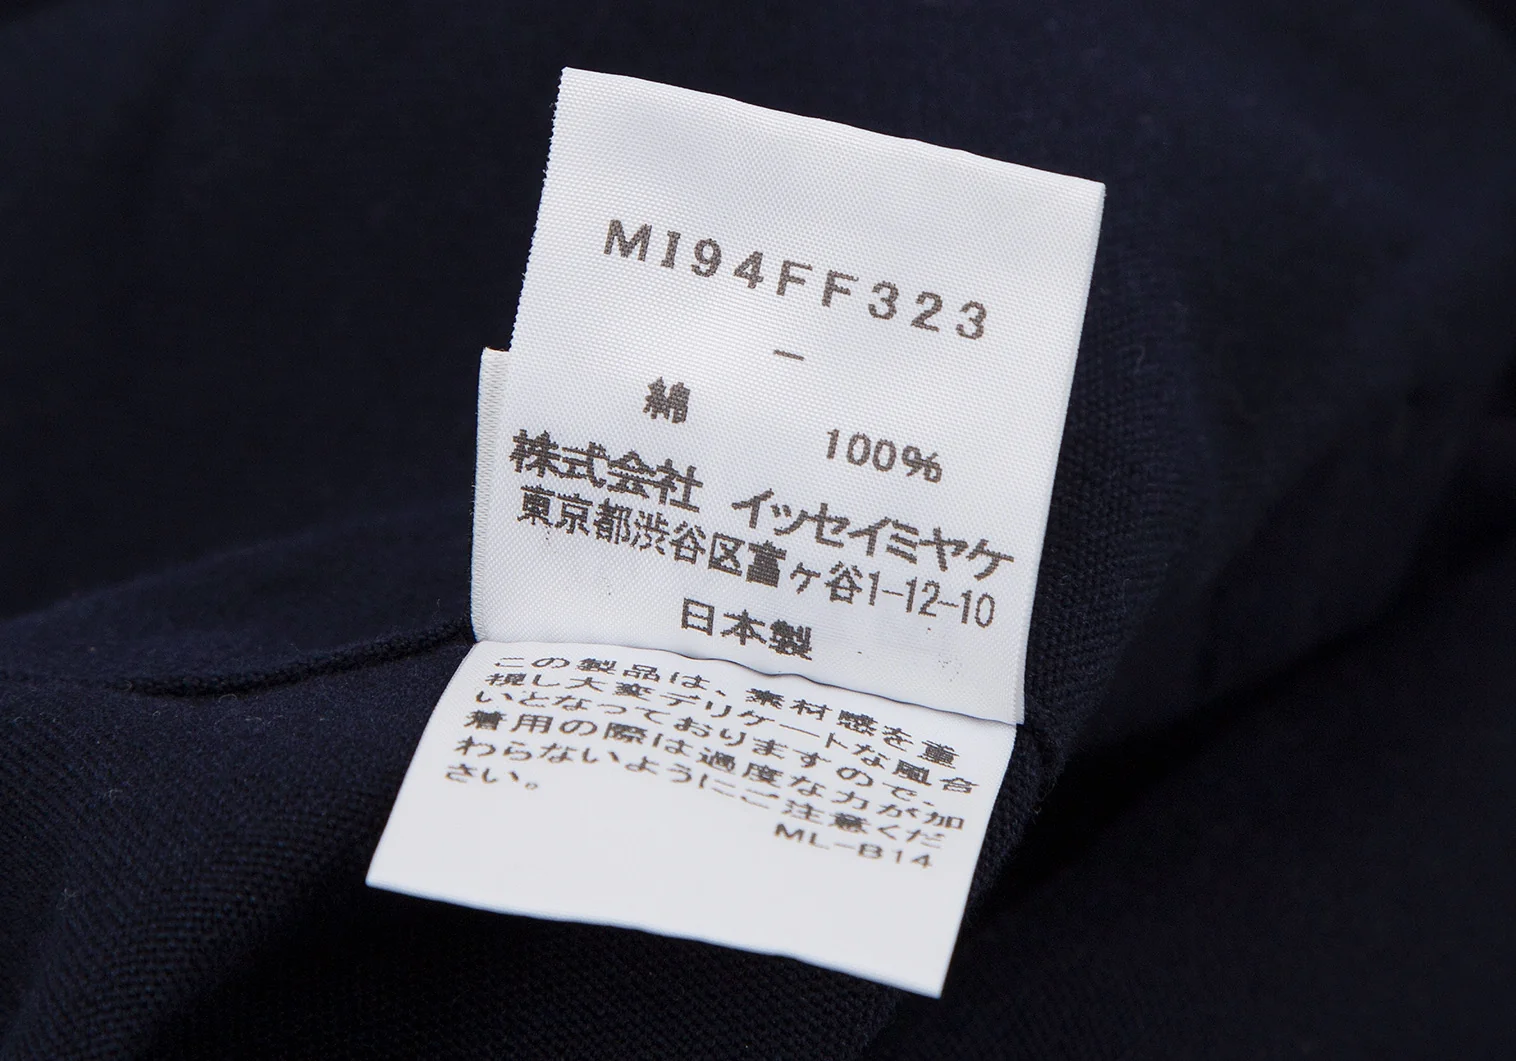 MI94FF323
－
綿 100%
株式会社 イッセイミヤケ
東京都渋谷区富ヶ谷1-12-10
日本製
この製品は、素材感を重
視し大変デリケートな風合
いとなっておりますので、
着用の際は過度な力が加
わらないようにご注意くだ
さい。
ML-B14